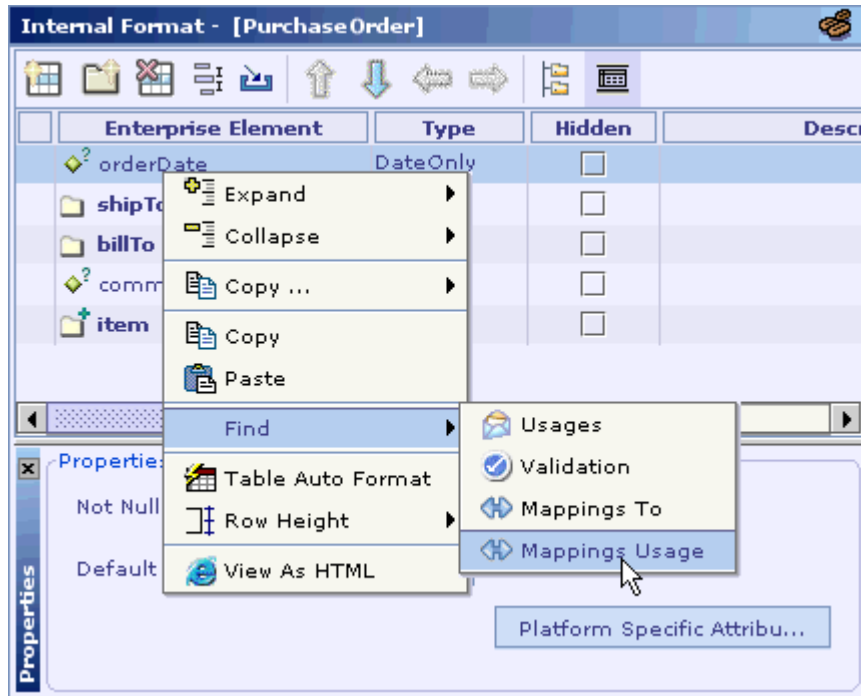 Internal Format - [PurchaseOrder]
Enterprise Element Type Hidden Descr
orderDate DateOnly
shipTo
billTo
comm
item
Expand
Collapse
Copy ...
Copy
Paste
Find
Table Auto Format
Row Height
View As HTML
Usages
Validation
Mappings To
Mappings Usage
Properties
Not Null
Default
Platform Specific Attribu...
Properties